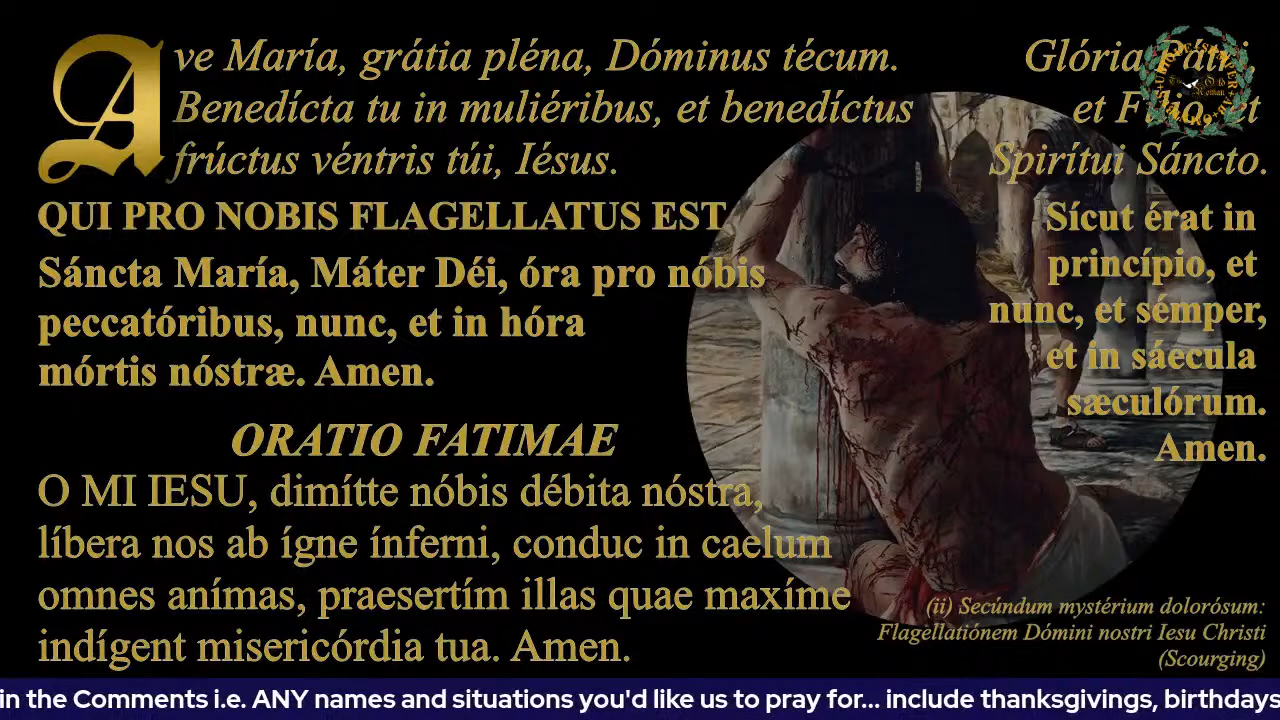 Ave María, grátia pléna, Dóminus técum.
Benedícta tu in muliéribus, et benedíctus
frúctus véntris túi, Iésus.
QUI PRO NOBIS FLAGELLATUS EST
Sáncta María, Máter Déi, óra pro nóbis
peccatóribus, nunc, et in hóra
mórtis nóstræ. Amen.
ORATIO FATIMAE
O MI IESU, dimítte nóbis débita nóstra,
líbera nos ab ígne ínferni, conduc in caelum
omnes anímas, praesertím illas quae maxíme
indígent misericórdia tua. Amen.
Glória Pátri,
et Fílio, et
Spirítui Sáncto.
Sícut érat in
princípio, et
nunc, et sémper,
et in sáecula
sæculórum.
Amen.
(ii) Secúndum mystérium dolorósum:
Flagellatiónem Dómini nostri Iesu Christi
(Scourging)
in the Comments i.e. ANY names and situations you'd like us to pray for... include thanksgivings, birthdays